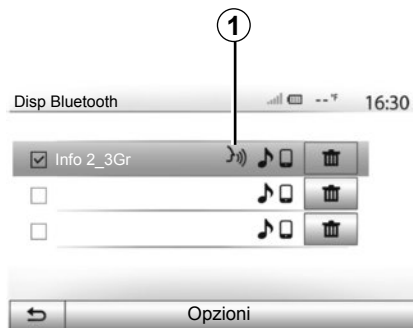 1
Disp Bluetooth -- °F 16:30
Info 2_3Gr
Opzioni